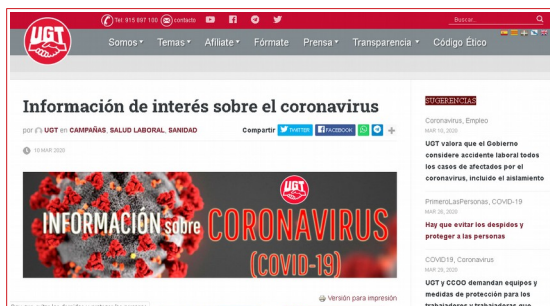 Tel: 915 897 100 contacto
Buscar...
UGT
Somos Temas Afíliate Fórmate Prensa Transparencia Código Ético
Información de interés sobre el coronavirus
por UGT en CAMPAÑAS, SALUD LABORAL, SANIDAD
Compartir TWITTER FACEBOOK
10 MAR 2020
UGT
INFORMACIÓN sobre CORONAVIRUS
(COVID-19)
Versión para impresión
SUGERENCIAS
Coronavirus, Empleo
MAR 10, 2020
UGT valora que el Gobierno
considere accidente laboral todos
los casos de afectados por el
coronavirus, incluido el aislamiento
PrimeroLasPersonas, COVID-19
MAR 26, 2020
Hay que evitar los despidos y
proteger a las personas
COVID19, Coronavirus
MAR 20, 2020
UGT y CCOO demandan equipos y
medidas de protección para los
trabajadores y trabajadoras que